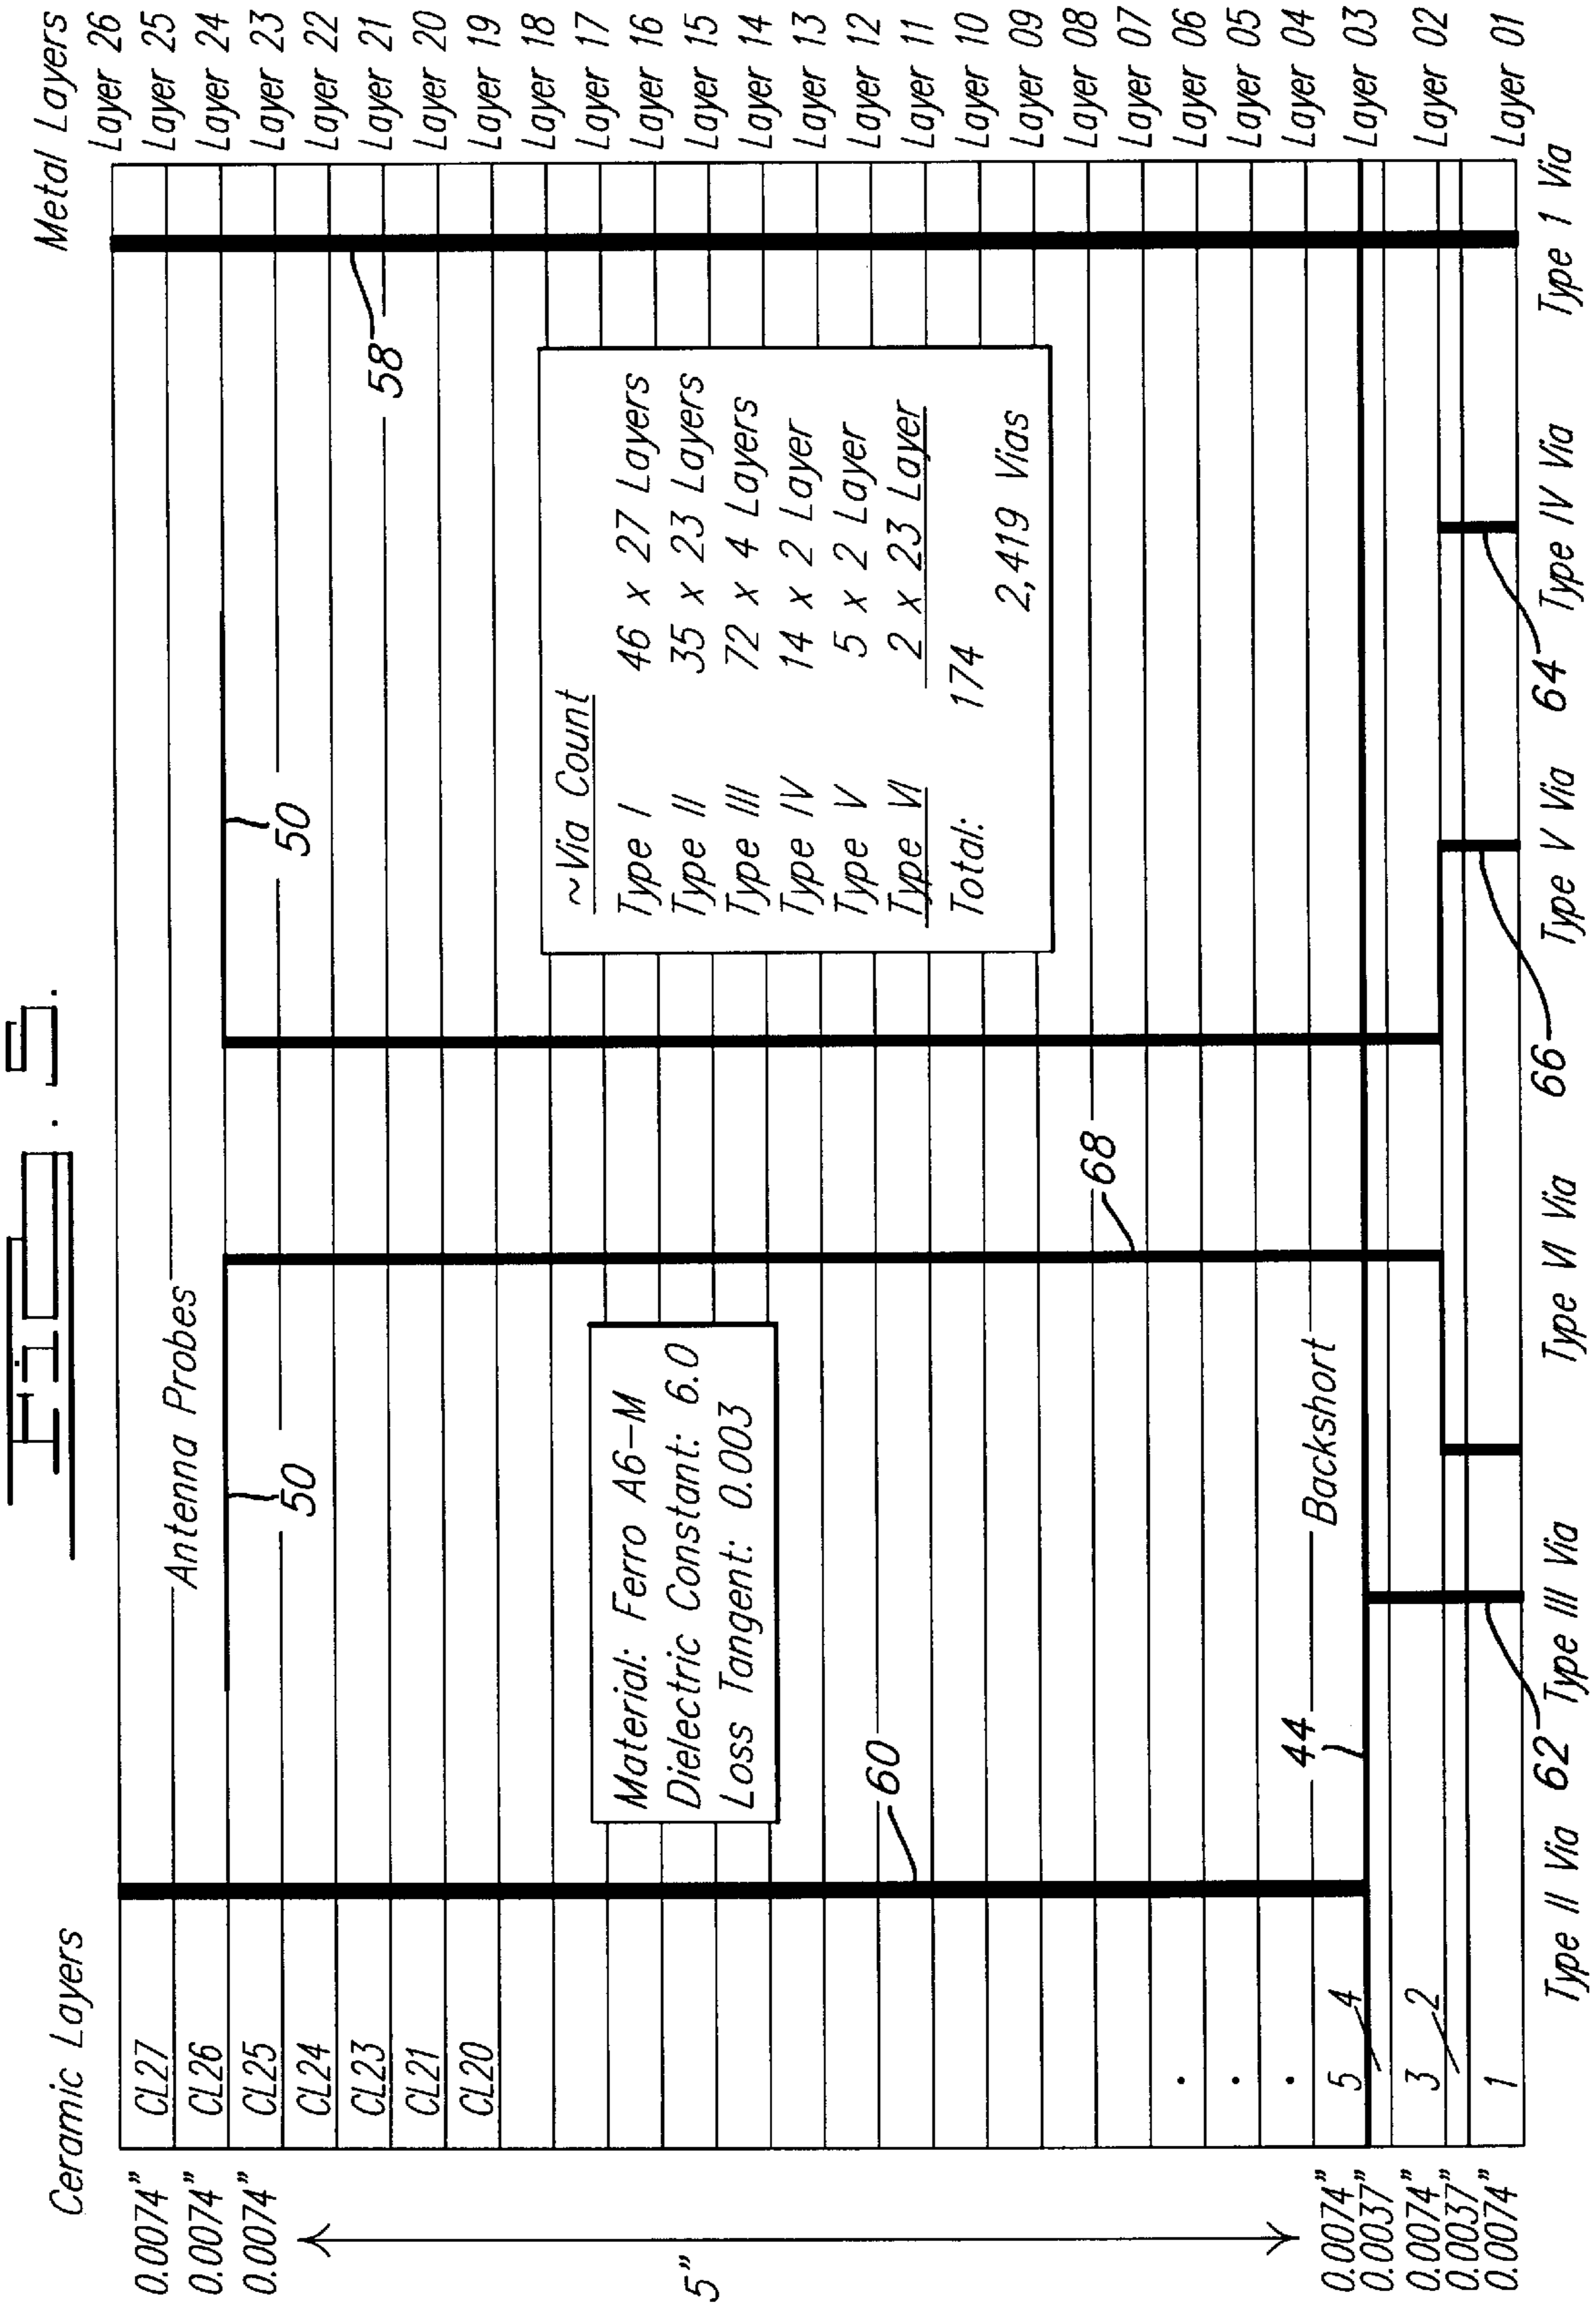 Fig. 5.
Ceramic Layers
Metal Layers
0.0074"
0.0074"
0.0074"
5"
0.0074"
0.0037"
0.0074"
0.0037"
0.0074"
CL27
CL26
CL25
CL24
CL23
CL21
CL20
.
.
.
5
4
3
2
1
Antenna Probes
50
50
58
Material: Ferro A6-M
Dielectric Constant: 6.0
Loss Tangent: 0.003
~Via Count
Type I 46 x 27 Layers
Type II 35 x 23 Layers
Type III 72 x 4 Layers
Type IV 14 x 2 Layer
Type V 5 x 2 Layer
Type VI 2 x 23 Layer
Total: 174
2,419 Vias
60
68
44
Backshort
Layer 26
Layer 25
Layer 24
Layer 23
Layer 22
Layer 21
Layer 20
Layer 19
Layer 18
Layer 17
Layer 16
Layer 15
Layer 14
Layer 13
Layer 12
Layer 11
Layer 10
Layer 09
Layer 08
Layer 07
Layer 06
Layer 05
Layer 04
Layer 03
Layer 02
Layer 01
Type II Via
62
Type III Via
Type VI Via
66
Type V Via
64
Type IV Via
Type 1 Via